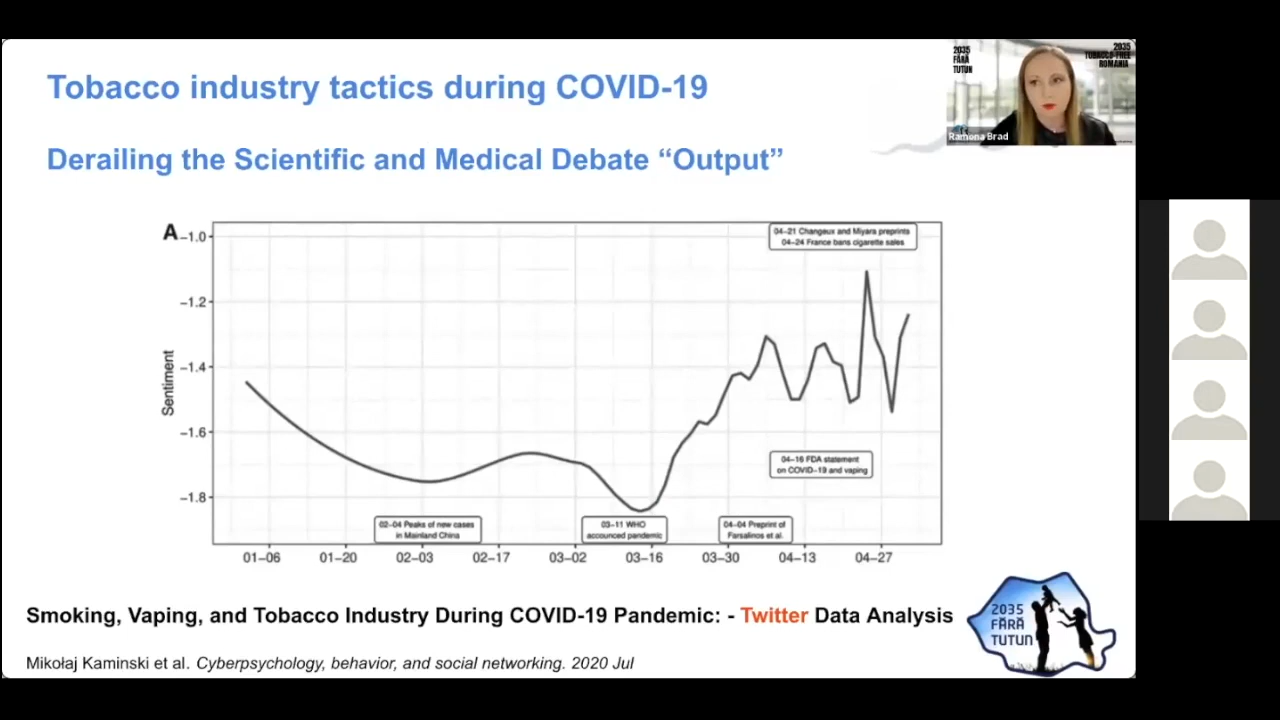 Tobacco industry tactics during COVID-19
2035
FĂRĂ
TUTUN
2035
TOBACCO-FREE
ROMANIA
Ramona Brad
Derailing the Scientific and Medical Debate “Output”
A
−1.0
−1.2
−1.4
−1.6
−1.8
Sentiment
04−21 Changeux and Miyara preprints
04−24 France bans cigarette sales
04−16 FDA statement
on COVID−19 and vaping
02−04 Peaks of new cases
in Mainland China
03−11 WHO
accounced pandemic
04−04 Preprint of
Farsalinos et al.
01−06
01−20
02−03
02−17
03−02
03−16
03−30
04−13
04−27
Smoking, Vaping, and Tobacco Industry During COVID-19 Pandemic: - Twitter Data Analysis
2035
FĂRĂ
TUTUN
Mikołaj Kaminski et al. Cyberpsychology, behavior, and social networking. 2020 Jul